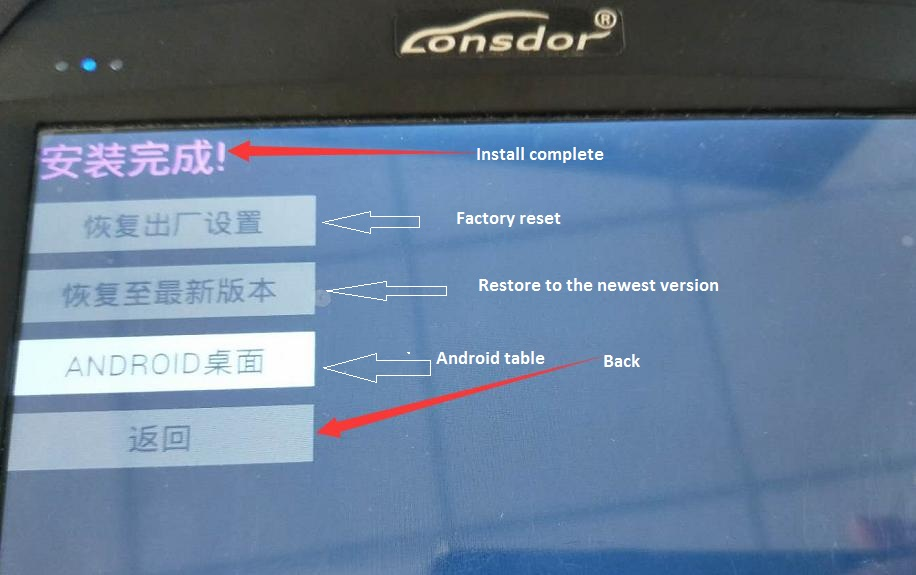 Lonsdor®
安装完成!
Install complete
恢复出厂设置
Factory reset
恢复至最新版本
Restore to the newest version
ANDROID桌面
Android table
Back
返回